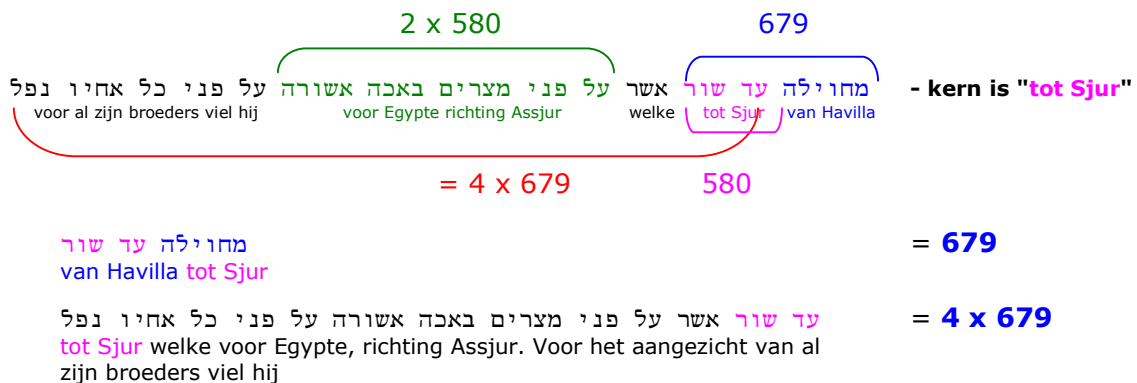 2 x 580 679
מחוילה עד שור אשר על פני מצרים באכה אשורה על פני כל אחיו נפל - kern is "tot Sjur"
voor al zijn broeders viel hij voor Egypte richting Assjur welke tot Sjur van Havilla
= 4 x 679 580
מחוילה עד שור = 679
van Havilla tot Sjur
עד שור אשר על פני מצרים באכה אשורה על פני כל אחיו נפל = 4 x 679
tot Sjur welke voor Egypte, richting Assjur. Voor het aangezicht van al
zijn broeders viel hij